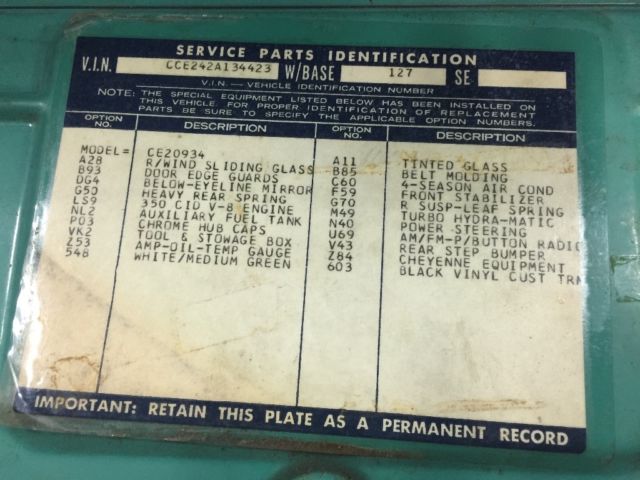 SERVICE PARTS IDENTIFICATION
V.I.N. CCE242A134423 W/BASE 127 SE
V.I.N. – VEHICLE IDENTIFICATION NUMBER
NOTE: THE SPECIAL EQUIPMENT LISTED BELOW HAS BEEN INSTALLED ON
THIS VEHICLE. FOR PROPER IDENTIFICATION OF REPLACEMENT
PARTS BE SURE TO SPECIFY THE APPLICABLE OPTION NUMBERS.
OPTION NO. DESCRIPTION OPTION NO. DESCRIPTION
MODEL= CE20934
A28 R/WIND SLIDING GLASS
B93 DOOR EDGE GUARDS
DG4 BELOW-EYELINE MIRROR
G50 HEAVY REAR SPRING
LS9 350 CID V-8 ENGINE
NL2 AUXILIARY FUEL TANK
P03 CHROME HUB CAPS
VK2 TOOL & STOWAGE BOX
Z53 AMP-OIL-TEMP GAUGE
548 WHITE/MEDIUM GREEN
A11 TINTED GLASS
B85 BELT MOLDING
C60 4-SEASON AIR COND
F59 FRONT STABILIZER
G70 R SUSP-LEAF SPRING
M49 TURBO HYDRA-MATIC
N40 POWER STEERING
U69 AM/FM-P/BUTTON RADIO
V43 REAR STEP BUMPER
Z84 CHEYENNE EQUIPMENT
603 BLACK VINYL CUST TRM
IMPORTANT: RETAIN THIS PLATE AS A PERMANENT RECORD